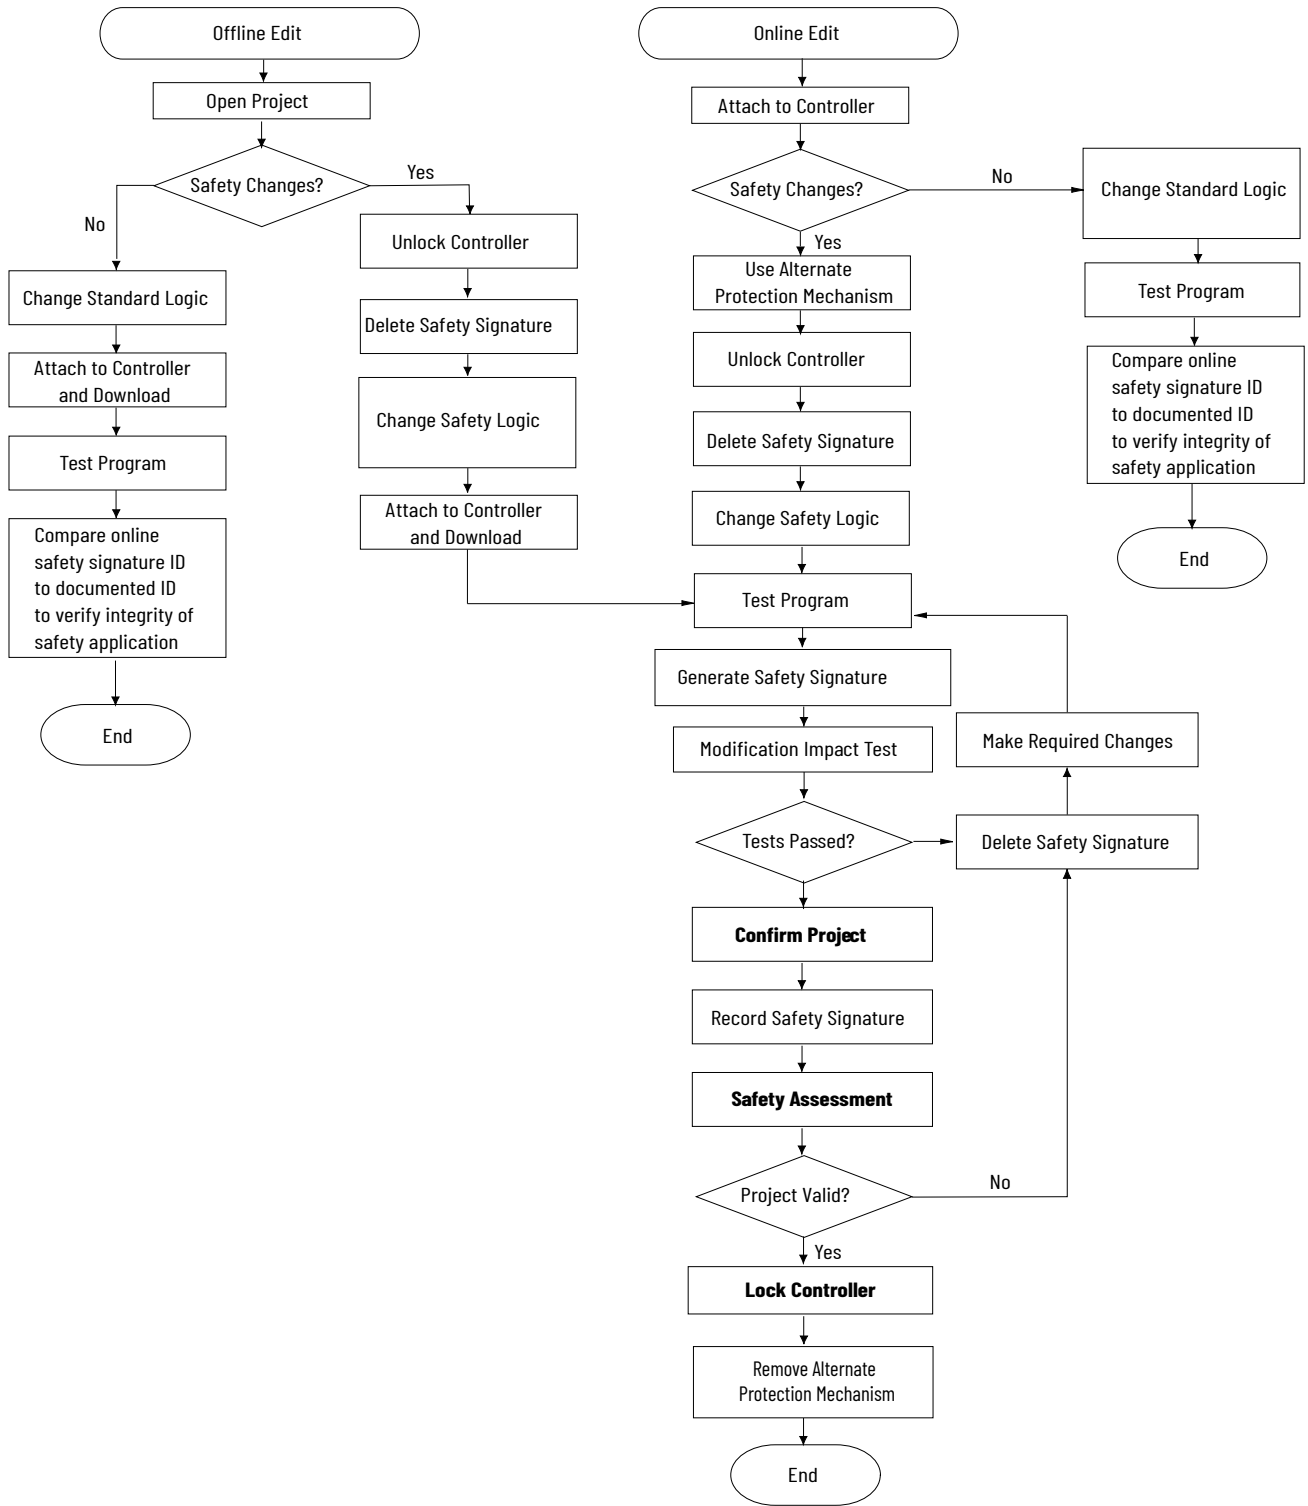 Offline Edit
Open Project
Safety Changes?
Yes
No
Unlock Controller
Change Standard Logic
Delete Safety Signature
Attach to Controller
and Download
Change Safety Logic
Test Program
Attach to Controller
and Download
Compare online
safety signature ID
to documented ID
to verify integrity of
safety application
End
Online Edit
Attach to Controller
Safety Changes?
No
Change Standard Logic
Yes
Use Alternate
Protection Mechanism
Test Program
Unlock Controller
Compare online
safety signature ID
to documented ID
to verify integrity of
safety application
Delete Safety Signature
Change Safety Logic
End
Test Program
Generate Safety Signature
Modification Impact Test
Make Required Changes
Tests Passed?
Delete Safety Signature
Confirm Project
Record Safety Signature
Safety Assessment
Project Valid?
No
Yes
Lock Controller
Remove Alternate
Protection Mechanism
End